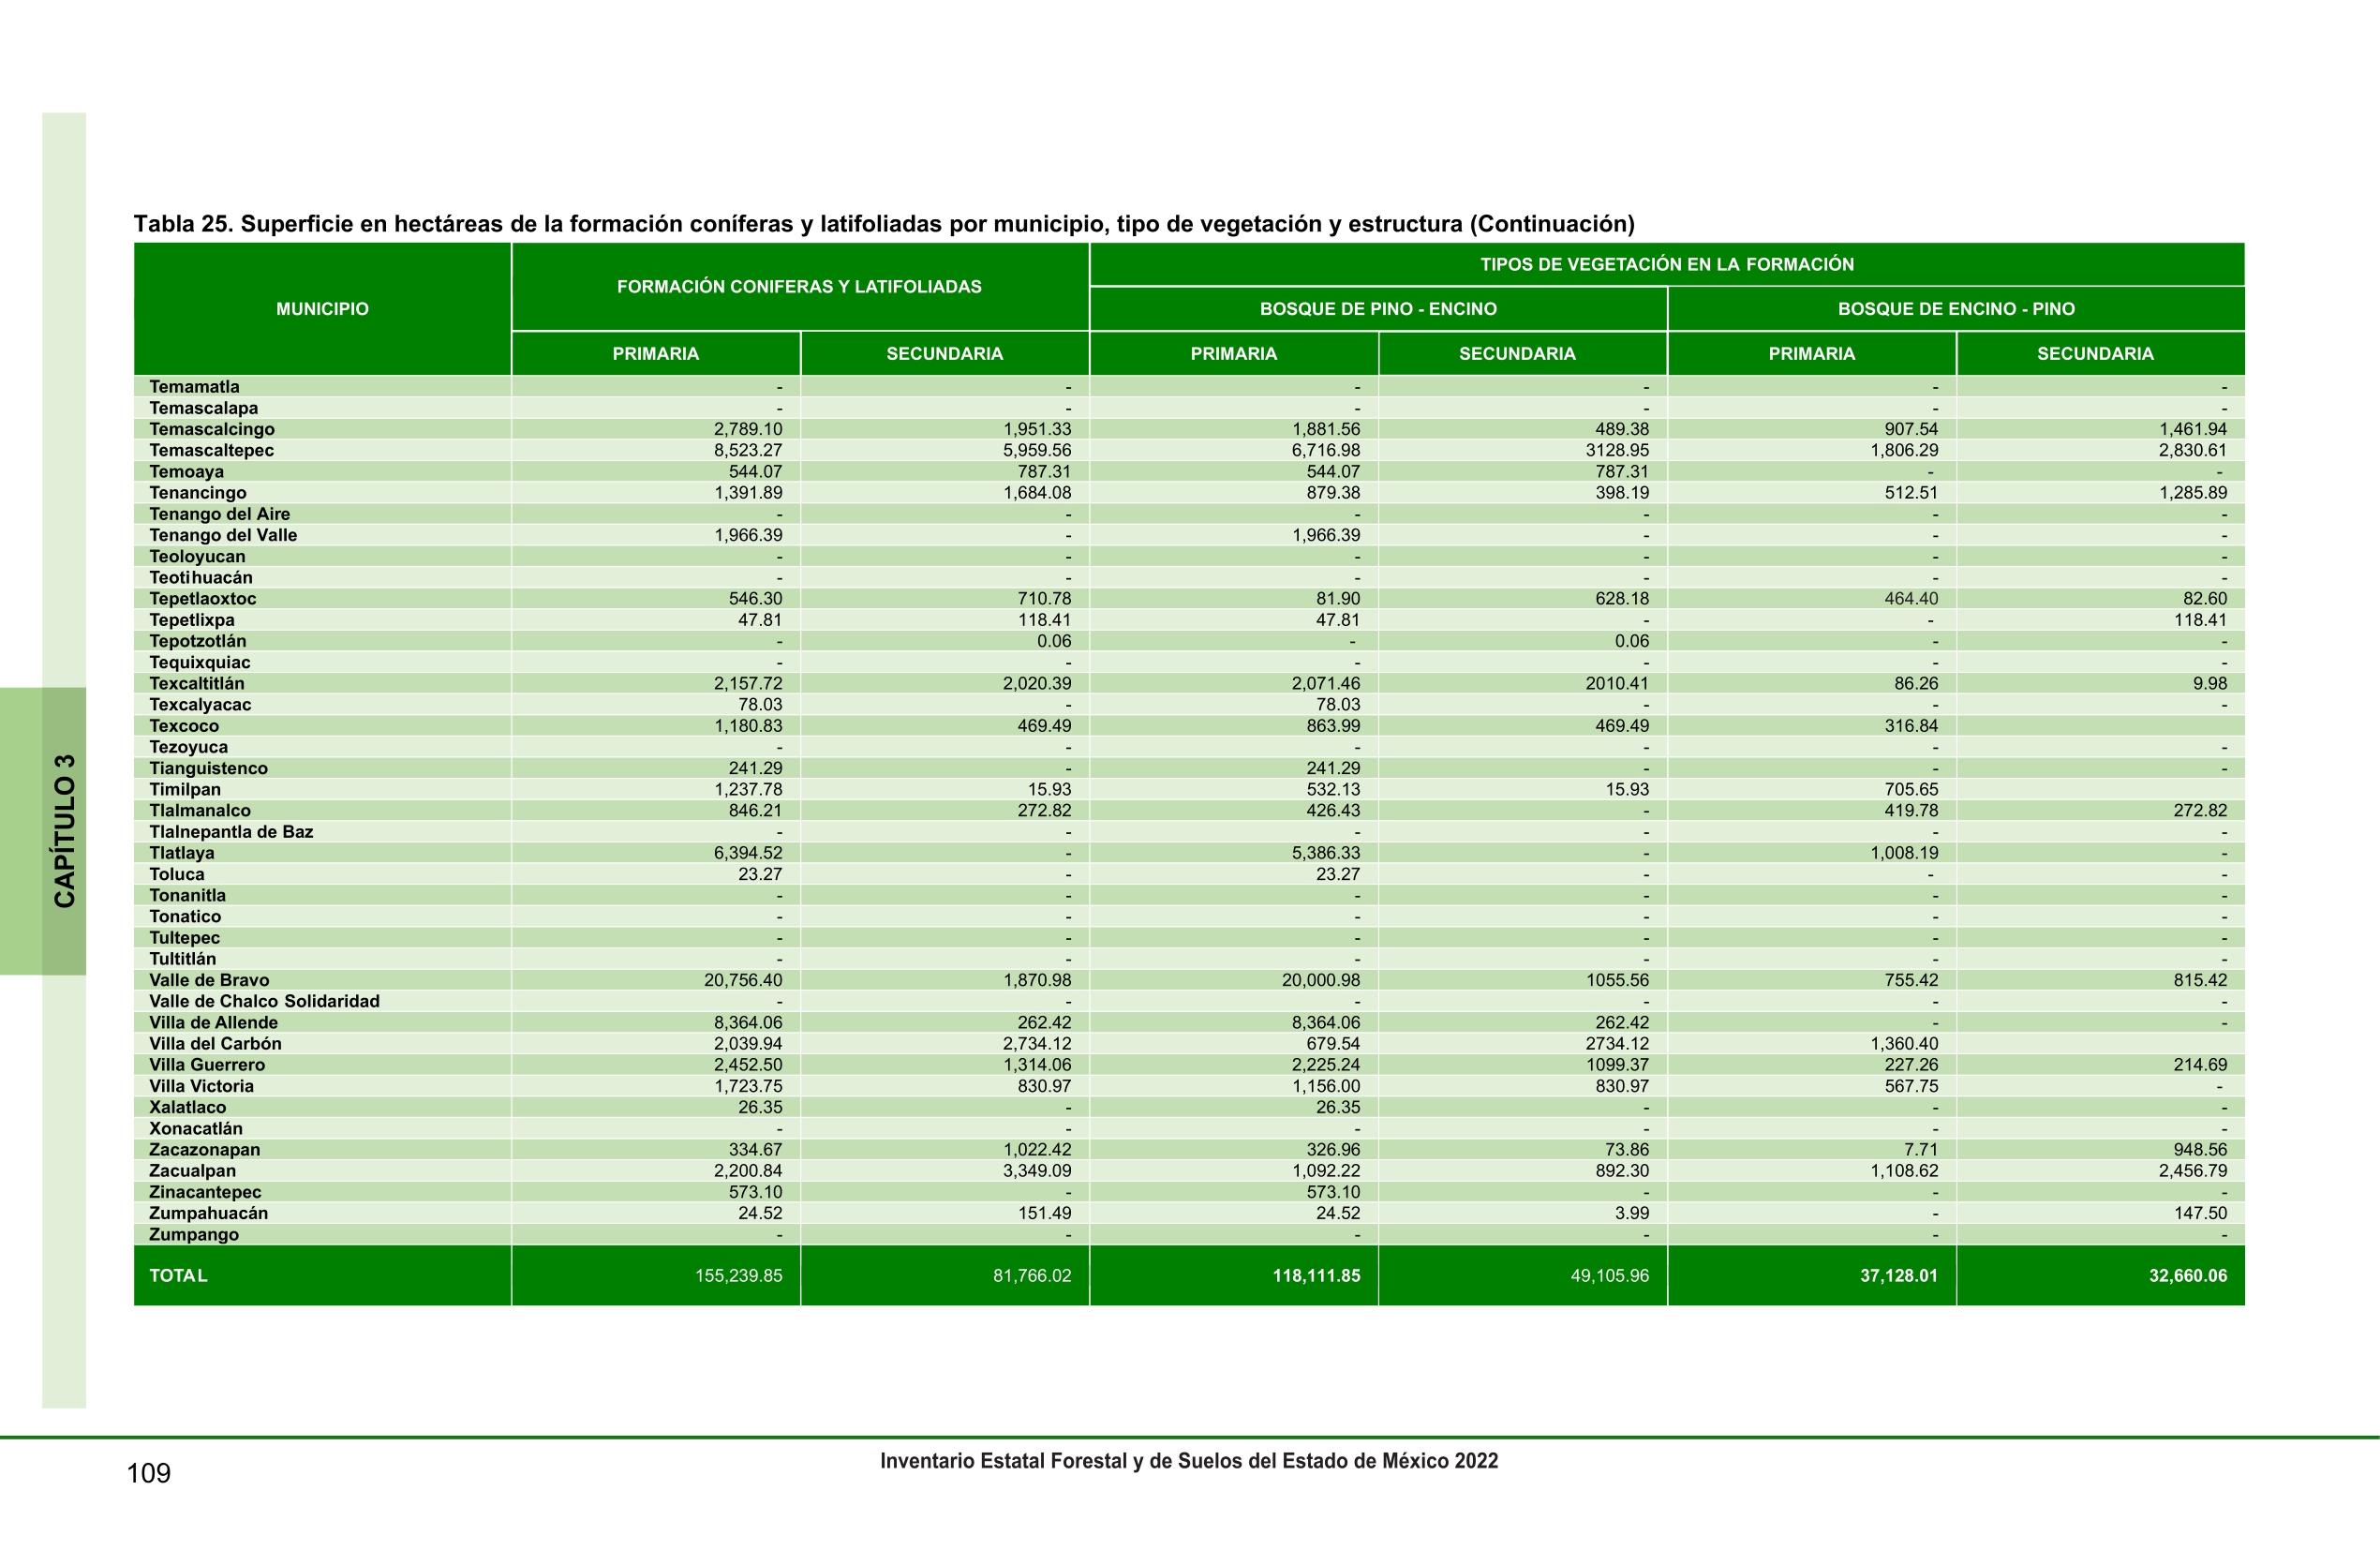 Tabla 25. Superficie en hectáreas de la formación coníferas y latifoliadas por municipio, tipo de vegetación y estructura (Continuación)
MUNICIPIO FORMACIÓN CONIFERAS Y LATIFOLIADAS TIPOS DE VEGETACIÓN EN LA FORMACIÓN
BOSQUE DE PINO - ENCINO BOSQUE DE ENCINO - PINO
PRIMARIA SECUNDARIA PRIMARIA SECUNDARIA PRIMARIA SECUNDARIA
Temamatla - - - - - -
Temascalapa - - - - - -
Temascalcingo 2,789.10 1,951.33 1,881.56 489.38 907.54 1,461.94
Temascaltepec 8,523.27 5,959.56 6,716.98 3128.95 1,806.29 2,830.61
Temoaya 544.07 787.31 544.07 787.31 - -
Tenancingo 1,391.89 1,684.08 879.38 398.19 512.51 1,285.89
Tenango del Aire - - - - - -
Tenango del Valle 1,966.39 - 1,966.39 - - -
Teoloyucan - - - - - -
Teotihuacán - - - - - -
Tepetlaoxtoc 546.30 710.78 81.90 628.18 464.40 82.60
Tepetlixpa 47.81 118.41 47.81 - - 118.41
Tepotzotlán - 0.06 - 0.06 - -
Tequixquiac - - - - - -
Texcaltitlán 2,157.72 2,020.39 2,071.46 2010.41 86.26 9.98
Texcalyacac 78.03 - 78.03 - - -
Texcoco 1,180.83 469.49 863.99 469.49 316.84
Tezoyuca - - - - - -
Tianguistenco 241.29 - 241.29 - - -
Timilpan 1,237.78 15.93 532.13 15.93 705.65
Tlalmanalco 846.21 272.82 426.43 - 419.78 272.82
Tlalnepantla de Baz - - - - - -
Tlatlaya 6,394.52 - 5,386.33 - 1,008.19 -
Toluca 23.27 - 23.27 - - -
Tonanitla - - - - - -
Tonatico - - - - - -
Tultepec - - - - - -
Tultitlán - - - - - -
Valle de Bravo 20,756.40 1,870.98 20,000.98 1055.56 755.42 815.42
Valle de Chalco Solidaridad - - - - - -
Villa de Allende 8,364.06 262.42 8,364.06 262.42 - -
Villa del Carbón 2,039.94 2,734.12 679.54 2734.12 1,360.40
Villa Guerrero 2,452.50 1,314.06 2,225.24 1099.37 227.26 214.69
Villa Victoria 1,723.75 830.97 1,156.00 830.97 567.75 -
Xalatlaco 26.35 - 26.35 - - -
Xonacatlán - - - - - -
Zacazonapan 334.67 1,022.42 326.96 73.86 7.71 948.56
Zacualpan 2,200.84 3,349.09 1,092.22 892.30 1,108.62 2,456.79
Zinacantepec 573.10 - 573.10 - - -
Zumpahuacán 24.52 151.49 24.52 3.99 - 147.50
Zumpango - - - - - -
TOTAL 155,239.85 81,766.02 118,111.85 49,105.96 37,128.01 32,660.06
CAPÍTULO 3
Inventario Estatal Forestal y de Suelos del Estado de México 2022
109